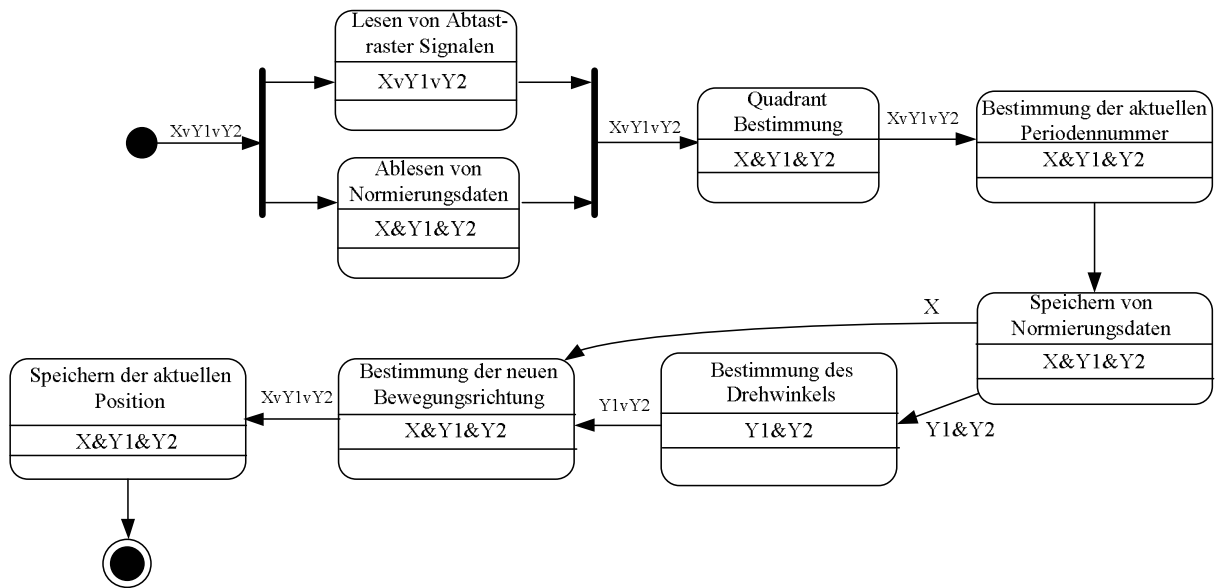 Lesen von Abtast-
raster Signalen
XvY1vY2
XvY1vY2
Ablesen von
Normierungsdaten
X&Y1&Y2
XvY1vY2
Quadrant
Bestimmung
X&Y1&Y2
XvY1vY2
Bestimmung der aktuellen
Periodennummer
X&Y1&Y2
Speichern von
Normierungsdaten
X&Y1&Y2
X
Y1&Y2
Bestimmung des
Drehwinkels
Y1&Y2
Y1vY2
Bestimmung der neuen
Bewegungsrichtung
X&Y1&Y2
XvY1vY2
Speichern der aktuellen
Position
X&Y1&Y2